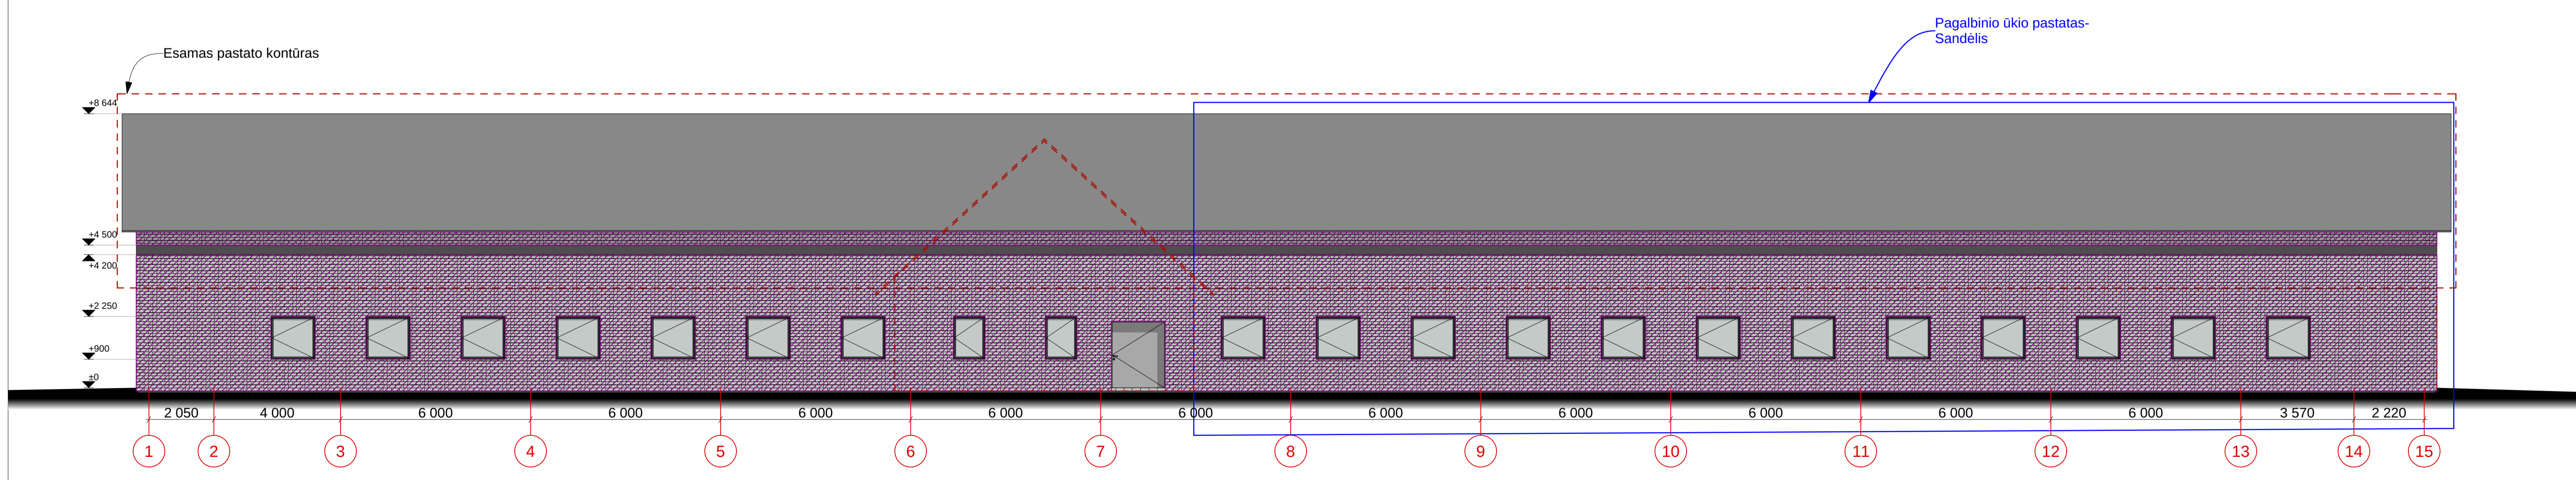 Pagalbinio ūkio pastatas-
Sandėlis
Esamas pastato kontūras
+8 644
+4 500
+4 200
+2 250
+900
±0
2 050 4 000 6 000 6 000 6 000 6 000 6 000 6 000 6 000 6 000 6 000 6 000 3 570 2 220
1 2 3 4 5 6 7 8 9 10 11 12 13 14 15